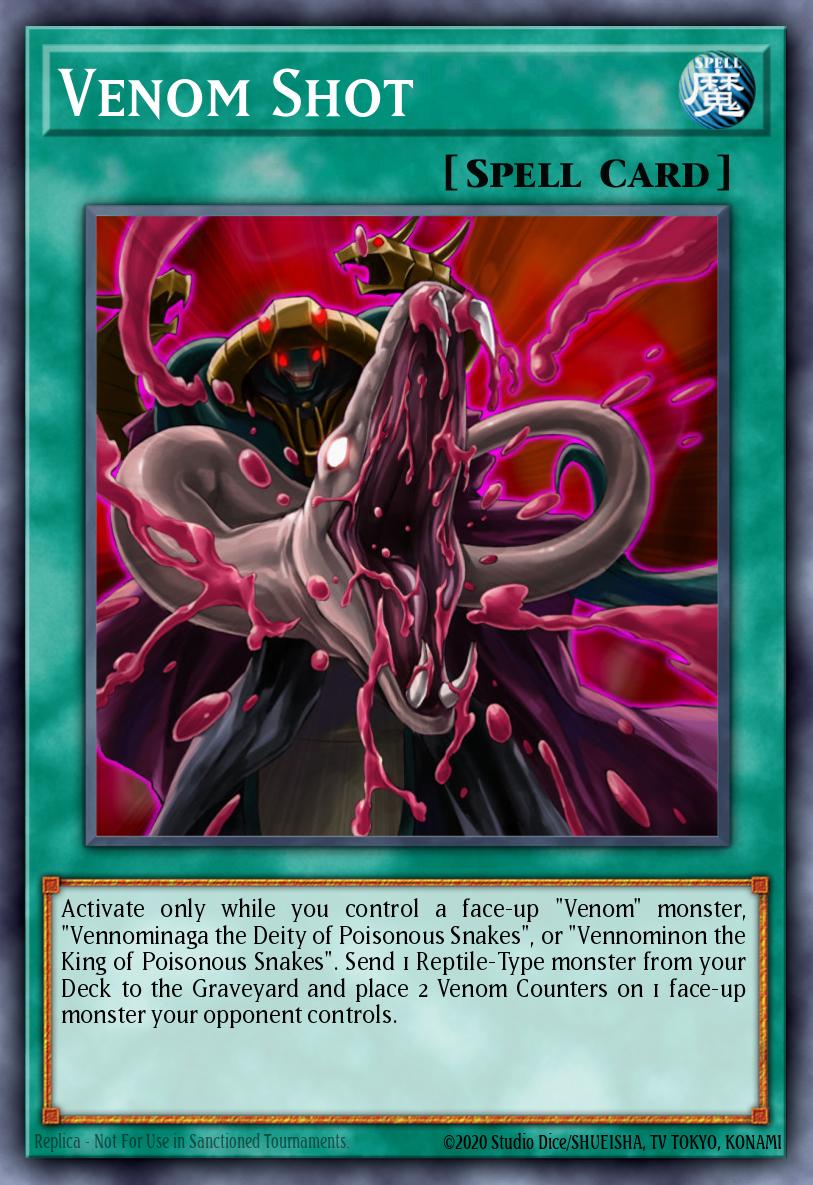 Venom Shot
SPELL
魔
[ Spell Card ]
Activate only while you control a face-up "Venom" monster,
"Vennominaga the Deity of Poisonous Snakes", or "Vennominon the
King of Poisonous Snakes". Send 1 Reptile-Type monster from your
Deck to the Graveyard and place 2 Venom Counters on 1 face-up
monster your opponent controls.
Replica - Not For Use in Sanctioned Tournaments.
©2020 Studio Dice/SHUEISHA, TV TOKYO, KONAMI